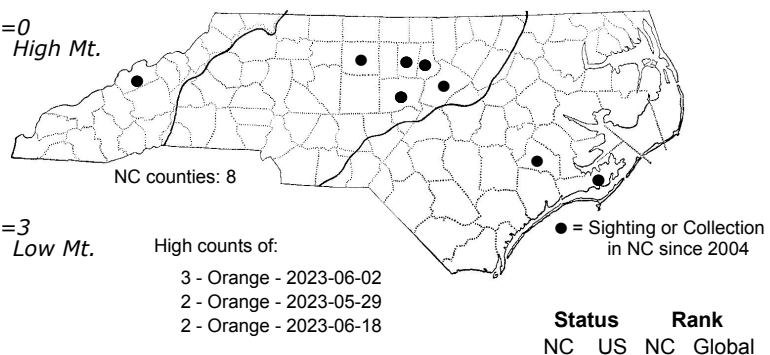 =0
High Mt.
NC counties: 8
=3
Low Mt.
High counts of:
3 - Orange - 2023-06-02
2 - Orange - 2023-05-29
2 - Orange - 2023-06-18
● = Sighting or Collection
in NC since 2004
Status Rank
NC US NC Global